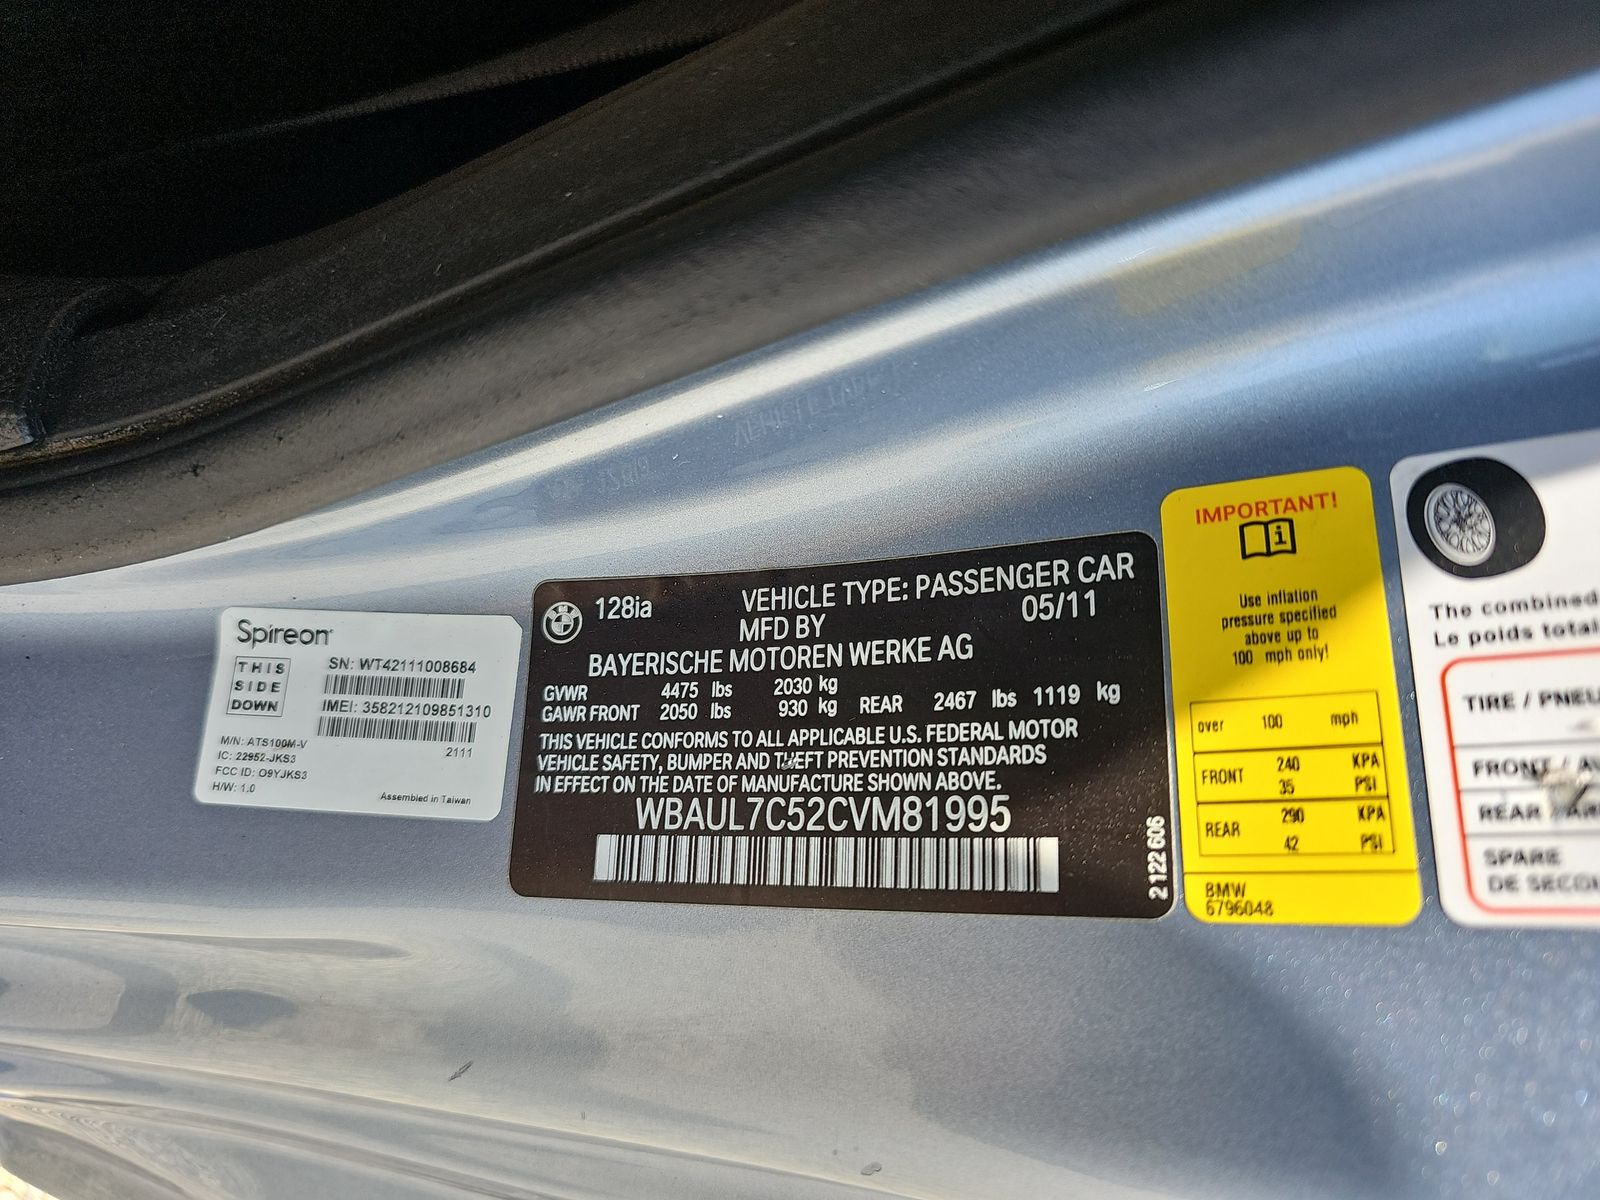 Spireon
THIS
SIDE
DOWN
SN: WT42111008684
IMEI: 358212109851310
2111
M/N: ATS100M-V
IC: 22952-JKS3
FCC ID: O9YJKS3
H/W: 1.0
Assembled in Taiwan
128ia
VEHICLE TYPE: PASSENGER CAR
MFD BY 05/11
BAYERISCHE MOTOREN WERKE AG
GVWR 4475 lbs 2030 kg
GAWR FRONT 2050 lbs 930 kg REAR 2467 lbs 1119 kg
THIS VEHICLE CONFORMS TO ALL APPLICABLE U.S. FEDERAL MOTOR
VEHICLE SAFETY, BUMPER AND THEFT PREVENTION STANDARDS
IN EFFECT ON THE DATE OF MANUFACTURE SHOWN ABOVE.
WBAUL7C52CVM81995
2 122 606
IMPORTANT!
Use inflation
pressure specified
above up to
100 mph only!
over 100 mph
FRONT 240 KPA
35 PSI
REAR 290 KPA
42 PSI
BMW
6796048
The combined
Le poids total
TIRE / PNEU
FRONT / AV
REAR
SPARE
DE SECOU